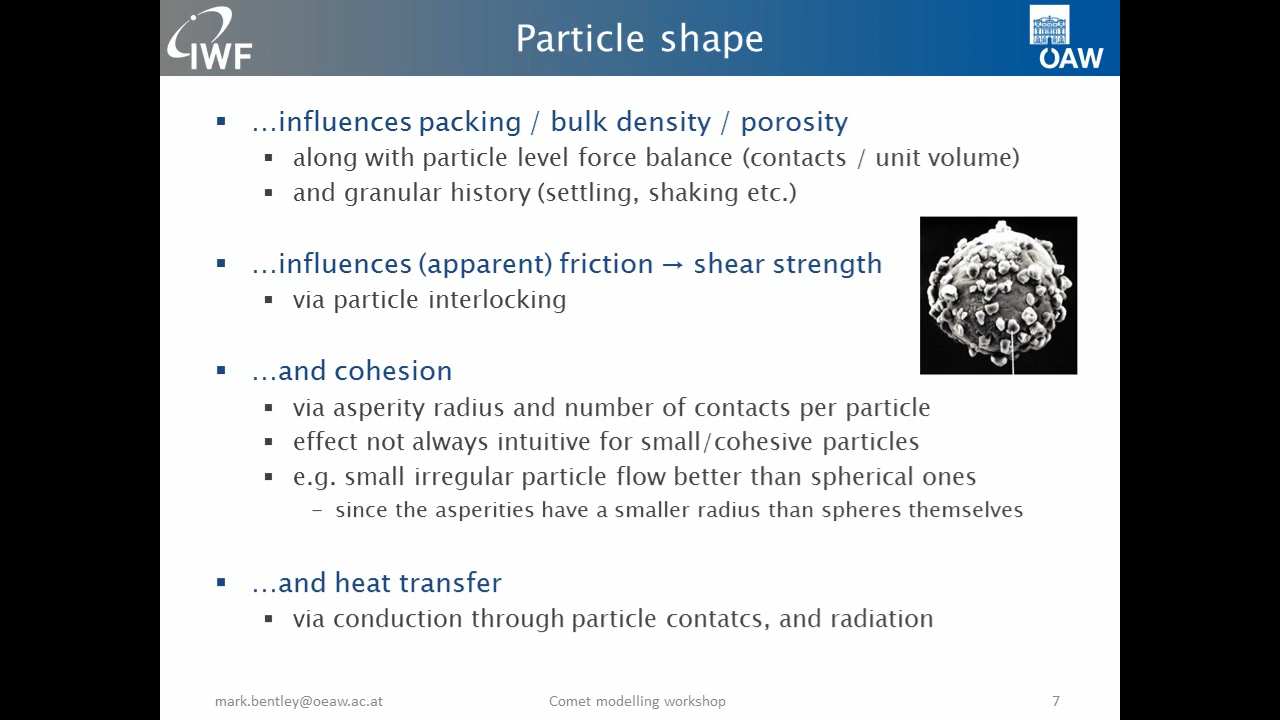 IWF
Particle shape
ÖAW
…influences packing / bulk density / porosity
along with particle level force balance (contacts / unit volume)
and granular history (settling, shaking etc.)
…influences (apparent) friction → shear strength
via particle interlocking
…and cohesion
via asperity radius and number of contacts per particle
effect not always intuitive for small/cohesive particles
e.g. small irregular particle flow better than spherical ones
– since the asperities have a smaller radius than spheres themselves
…and heat transfer
via conduction through particle contatcs, and radiation
mark.bentley@oeaw.ac.at
Comet modelling workshop
7